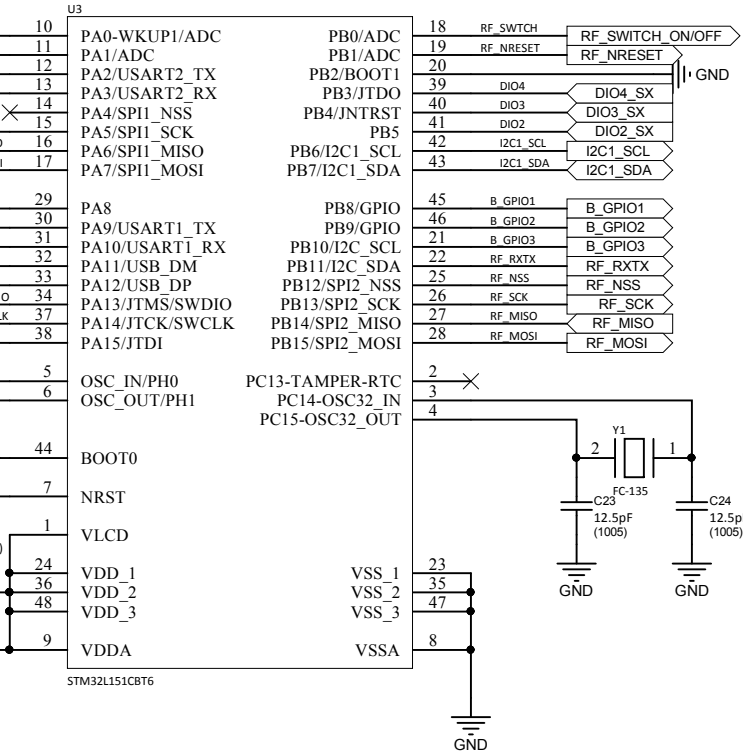 U3
10 PA0-WKUP1/ADC PB0/ADC 18 RF_SWTCH RF_SWITCH_ON/OFF
11 PA1/ADC PB1/ADC 19 RF_NRESET RF_NRESET
12 PA2/USART2_TX PB2/BOOT1 20 GND
13 PA3/USART2_RX PB3/JTDO 39 DIO4 DIO4_SX
14 PA4/SPI1_NSS PB4/JNTRST 40 DIO3 DIO3_SX
15 PA5/SPI1_SCK PB5 41 DIO2 DIO2_SX
16 PA6/SPI1_MISO PB6/I2C1_SCL 42 I2C1_SCL I2C1_SCL
17 PA7/SPI1_MOSI PB7/I2C1_SDA 43 I2C1_SDA I2C1_SDA
29 PA8 PB8/GPIO 45 B_GPIO1 B_GPIO1
30 PA9/USART1_TX PB9/GPIO 46 B_GPIO2 B_GPIO2
31 PA10/USART1_RX PB10/I2C_SCL 21 B_GPIO3 B_GPIO3
32 PA11/USB_DM PB11/I2C_SDA 22 RF_RXTX RF_RXTX
33 PA12/USB_DP PB12/SPI2_NSS 25 RF_NSS RF_NSS
34 PA13/JTMS/SWDIO PB13/SPI2_SCK 26 RF_SCK RF_SCK
37 PA14/JTCK/SWCLK PB14/SPI2_MISO 27 RF_MISO RF_MISO
38 PA15/JTDI PB15/SPI2_MOSI 28 RF_MOSI RF_MOSI
5 OSC_IN/PH0 PC13-TAMPER-RTC 2
6 OSC_OUT/PH1 PC14-OSC32_IN 3
PC15-OSC32_OUT 4
Y1
44 BOOT0 2 1
FC-135
7 NRST C23 C24
12.5pF 12.5p
1 VLCD (1005) (1005)
24 VDD_1 VSS_1 23
36 VDD_2 VSS_2 35 GND GND
48 VDD_3 VSS_3 47
9 VDDA VSSA 8
STM32L151CBT6
GND